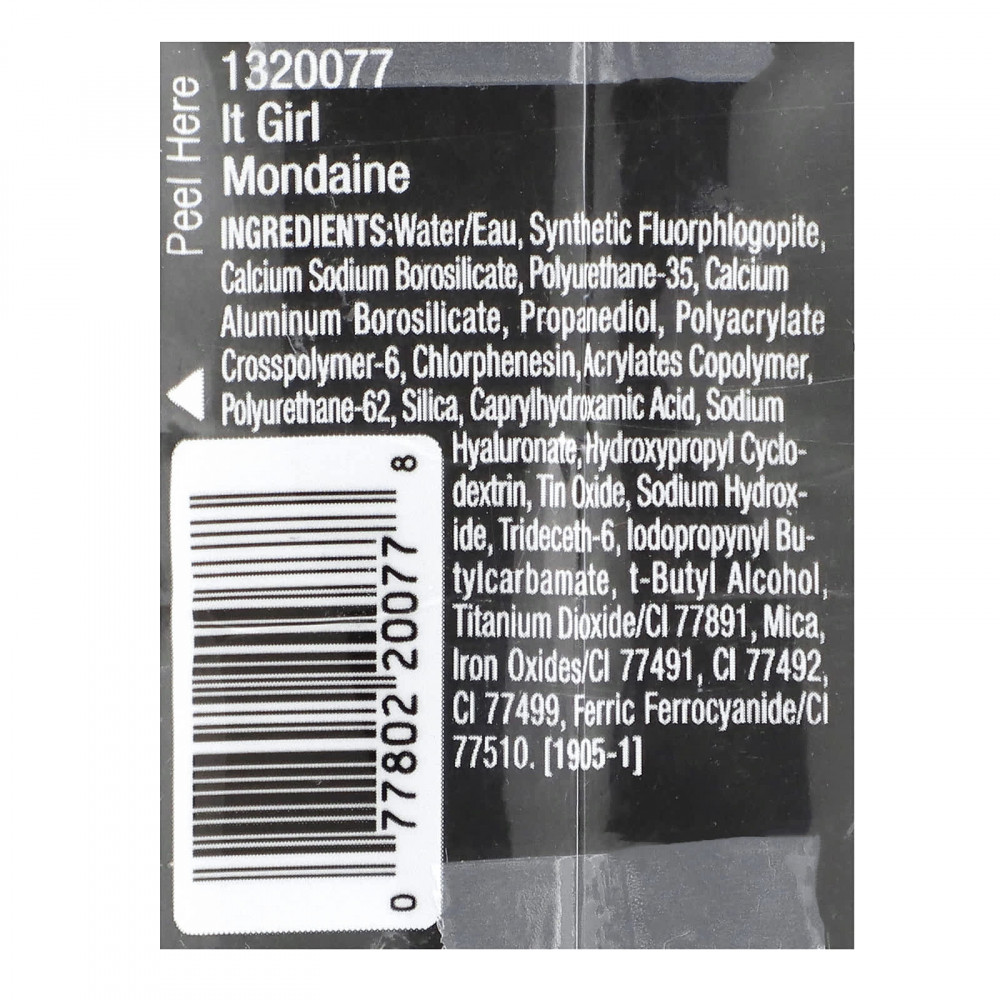 Peel Here
1320077
It Girl
Mondaine
INGREDIENTS:Water/Eau, Synthetic Fluorphlogopite,
Calcium Sodium Borosilicate, Polyurethane-35, Calcium
Aluminum Borosilicate, Propanediol, Polyacrylate
Crosspolymer-6, Chlorphenesin, Acrylates Copolymer,
Polyurethane-62, Silica, Caprylhydroxamic Acid, Sodium
Hyaluronate, Hydroxypropyl Cyclo-
dextrin, Tin Oxide, Sodium Hydrox-
ide, Trideceth-6, Iodopropynyl Bu-
tylcarbamate, t-Butyl Alcohol,
Titanium Dioxide/CI 77891, Mica,
Iron Oxides/CI 77491, CI 77492,
CI 77499, Ferric Ferrocyanide/CI
77510. [1905-1]
0 77802 20077 8